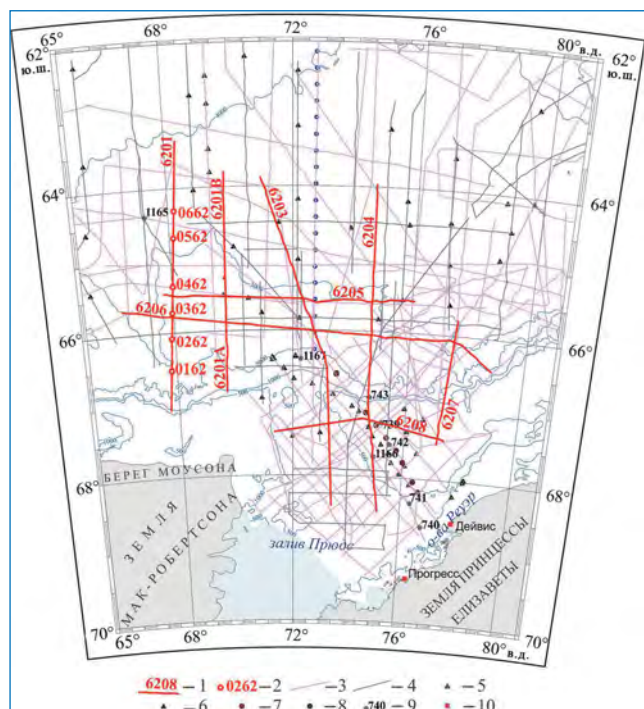 65° 68° 72° 76° 80° в.д.
62° 62°
ю.ш. ю.ш.
6201
6201В
6203
6204
64° 64°
1165
0662
0562
0462
6205
6206
0362
66° 66°
0262
1167
0162
6201А
743
6207
6208
742
1166
БЕРЕГ МОУСОНА
68° 68°
741
о-ва Рёуэр
740
Дейвис
ЗЕМЛЯ
МАК-РОБЕРТСОНА
залив Прюдс
Прогресс
ЗЕМЛЯ ПРИНЦЕССЫ
ЕЛИЗАВЕТЫ
70° 68° 72° 76° 79° 70°
в.д.
6208 – 1 0262 – 2 – 3 – 4 – 5
– 6 – 7 – 8 740 – 9 – 10